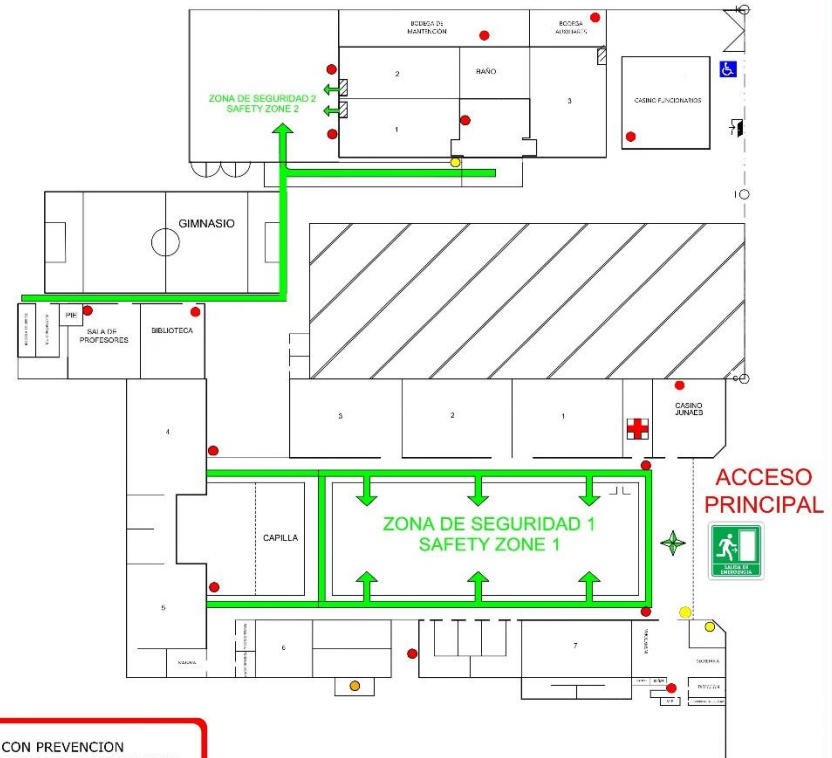 BODEGA DE
MANTENCIÓN
BODEGA
AUXILIARES
2
BAÑO
3
CASINO FUNCIONARIOS
ZONA DE SEGURIDAD 2
SAFETY ZONE 2
1
GIMNASIO
PIE
SALA DE
PROFESORES
BIBLIOTECA
4
3
2
1
CASINO
JUNAEB
ACCESO
PRINCIPAL
ZONA DE SEGURIDAD 1
SAFETY ZONE 1
CAPILLA
SALIDA DE
EMERGENCIA
5
6
7
CON PREVENCION